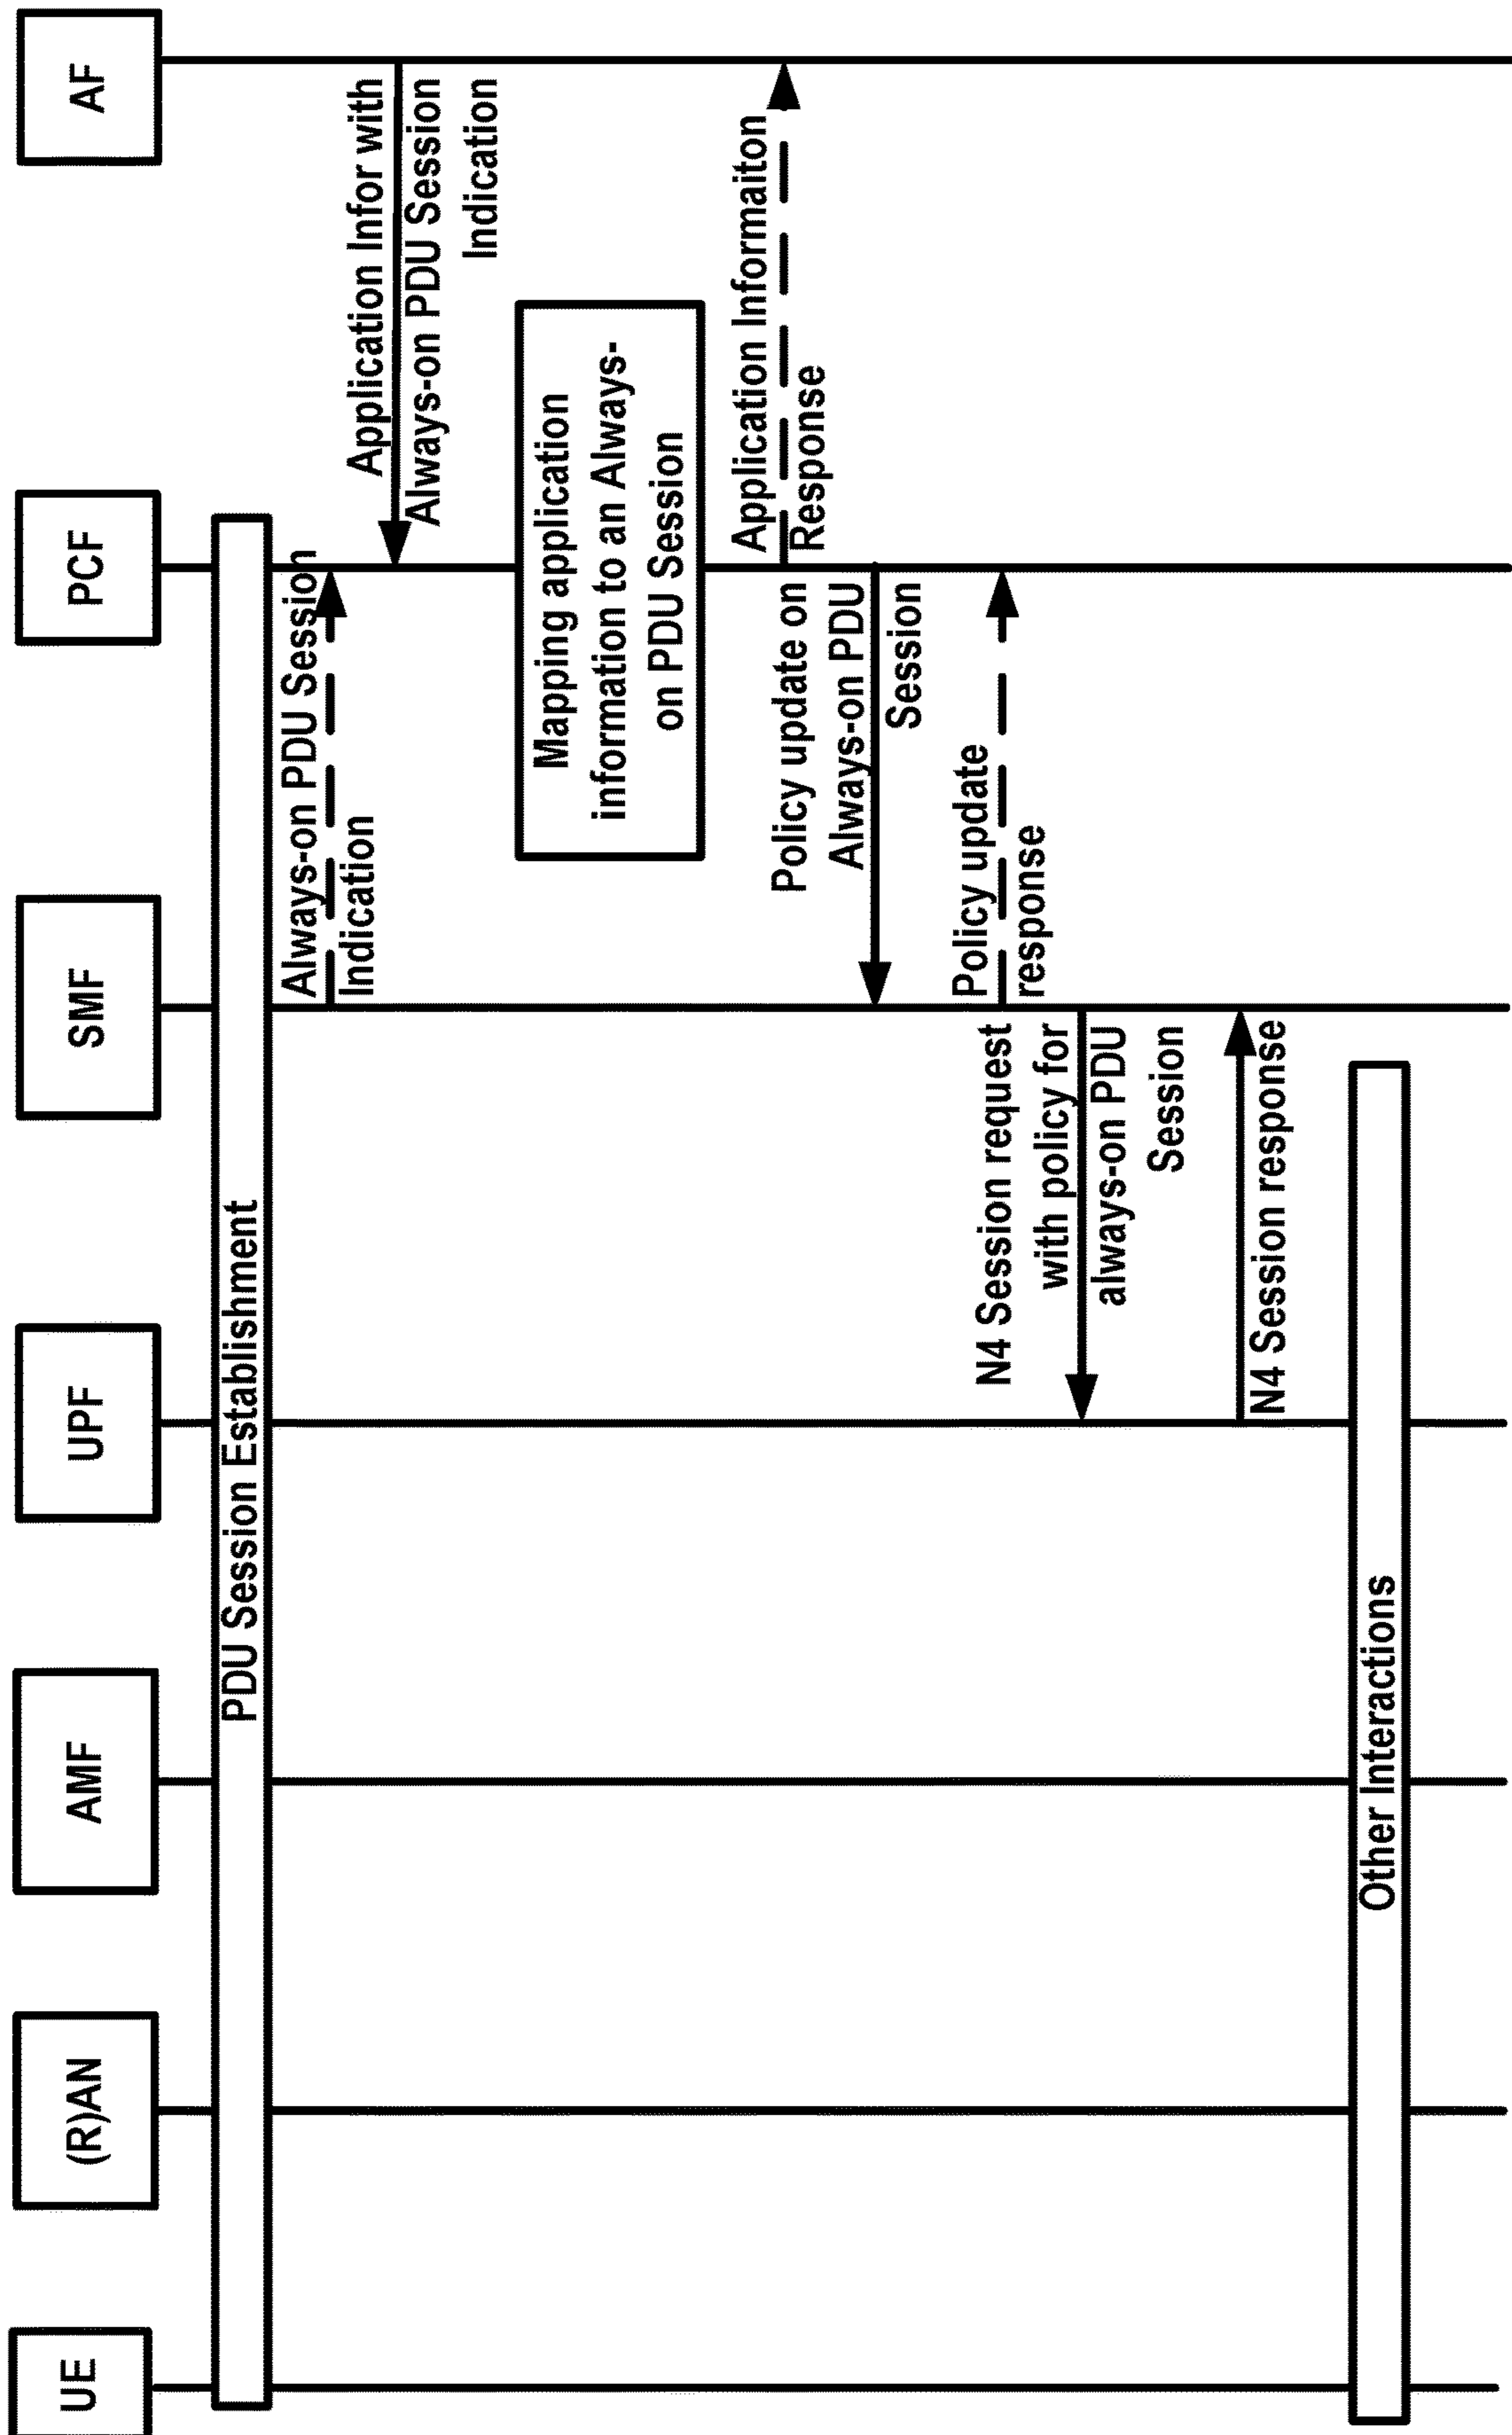 UE
(R)AN
AMF
UPF
SMF
PCF
AF
PDU Session Establishment
Always-on PDU Session
Indication
Application Infor with
Always-on PDU Session
Indication
Mapping application
information to an Always-
on PDU Session
Application Informaiton
Response
Policy update on
Always-on PDU
Session
Policy update
response
N4 Session request
with policy for
always-on PDU
Session
N4 Session response
Other Interactions